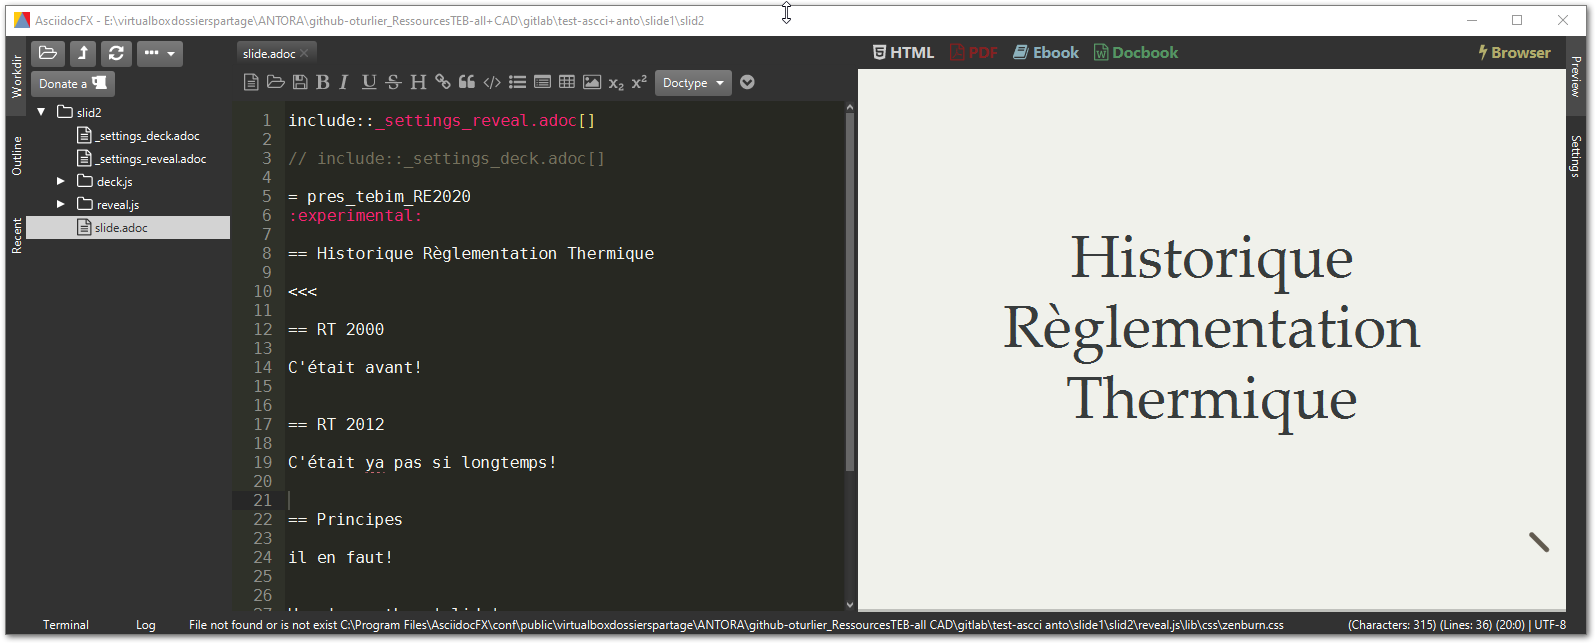 AsciidocFX - E:\virtualboxdossierspartage\ANTORA\github-oturlier_RessourcesTEB-all+CAD\gitlab\test-ascci+anto\slide1\slid2
Workdir
Outline
Recent
Donate a
slid2
_settings_deck.adoc
_settings_reveal.adoc
deck.js
reveal.js
slide.adoc
slide.adoc
B I U S H x2 x2 Doctype
1 include::_settings_reveal.adoc[]
2
3 // include::_settings_deck.adoc[]
4
5 = pres_tebim_RE2020
6 :experimental:
7
8 == Historique Règlementation Thermique
9
10 <<<
11
12 == RT 2000
13
14 C'était avant!
15
16
17 == RT 2012
18
19 C'était ya pas si longtemps!
20
21
22 == Principes
23
24 il en faut!
25
26
HTML PDF Ebook Docbook Browser
Historique
Règlementation
Thermique
Preview
Settings
Terminal Log File not found or is not exist C:\Program Files\AsciidocFX\conf\public\virtualboxdossierspartage\ANTORA\github-oturlier_RessourcesTEB-all CAD\gitlab\test-ascci anto\slide1\slid2\reveal.js\lib\css\zenburn.css (Characters: 315) (Lines: 36) (20:0) | UTF-8